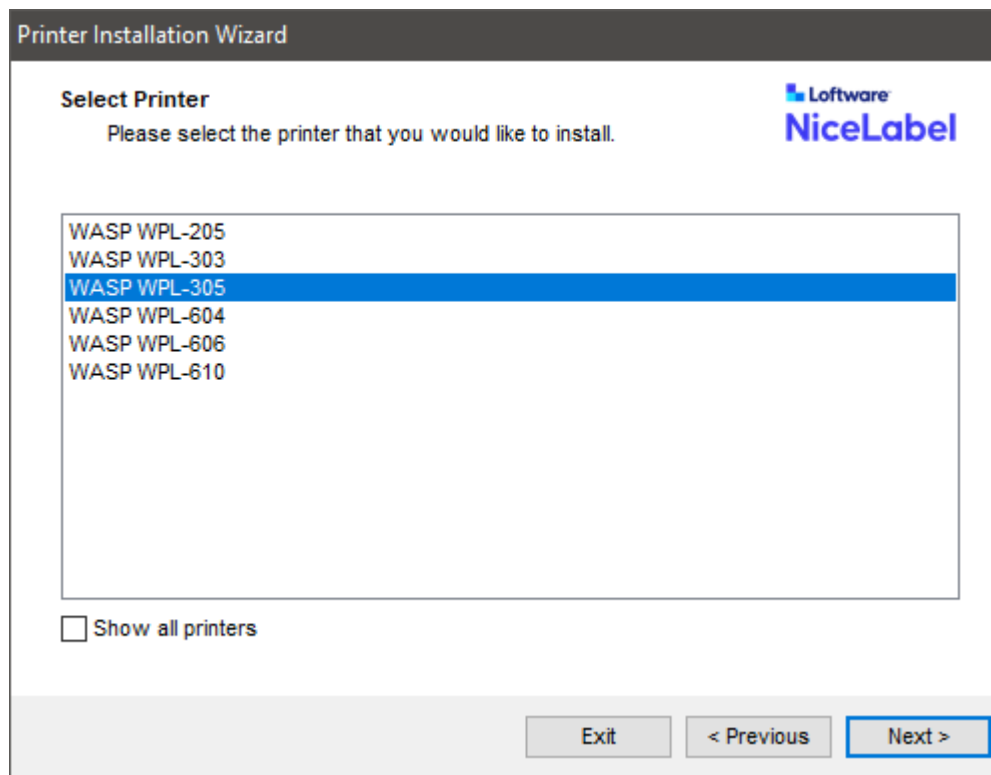 Printer Installation Wizard
Select Printer
Please select the printer that you would like to install.
Loftware
NiceLabel
WASP WPL-205
WASP WPL-303
WASP WPL-305
WASP WPL-604
WASP WPL-606
WASP WPL-610
Show all printers
Exit
< Previous
Next >